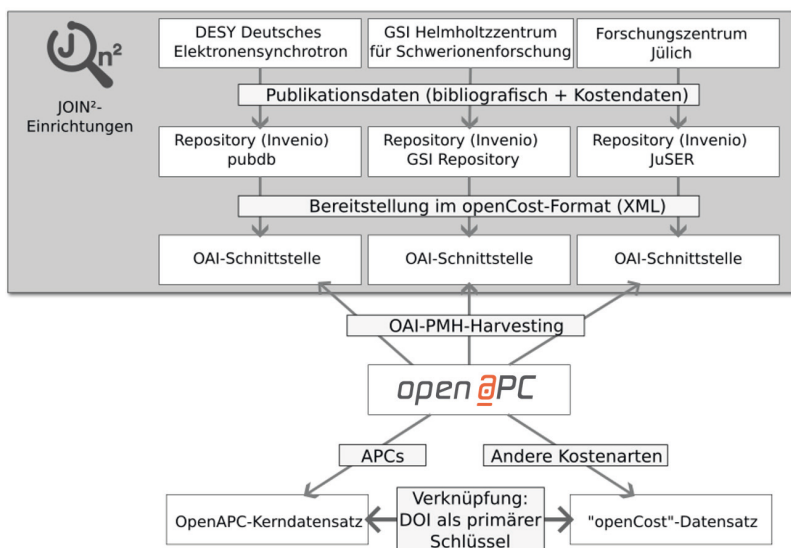 DESY Deutsches
Elektronensynchrotron
GSI Helmholtzzentrum
für Schwerionenforschung
Forschungszentrum
Jülich
Jn²
JOIN²-
Einrichtungen
Publikationsdaten (bibliografisch + Kostendaten)
Repository (Invenio)
pubdb
Repository (Invenio)
GSI Repository
Repository (Invenio)
JuSER
Bereitstellung im openCost-Format (XML)
OAI-Schnittstelle
OAI-Schnittstelle
OAI-Schnittstelle
OAI-PMH-Harvesting
open aPC
APCs
Andere Kostenarten
OpenAPC-Kerndatensatz
Verknüpfung:
DOI als primärer
Schlüssel
"openCost"-Datensatz